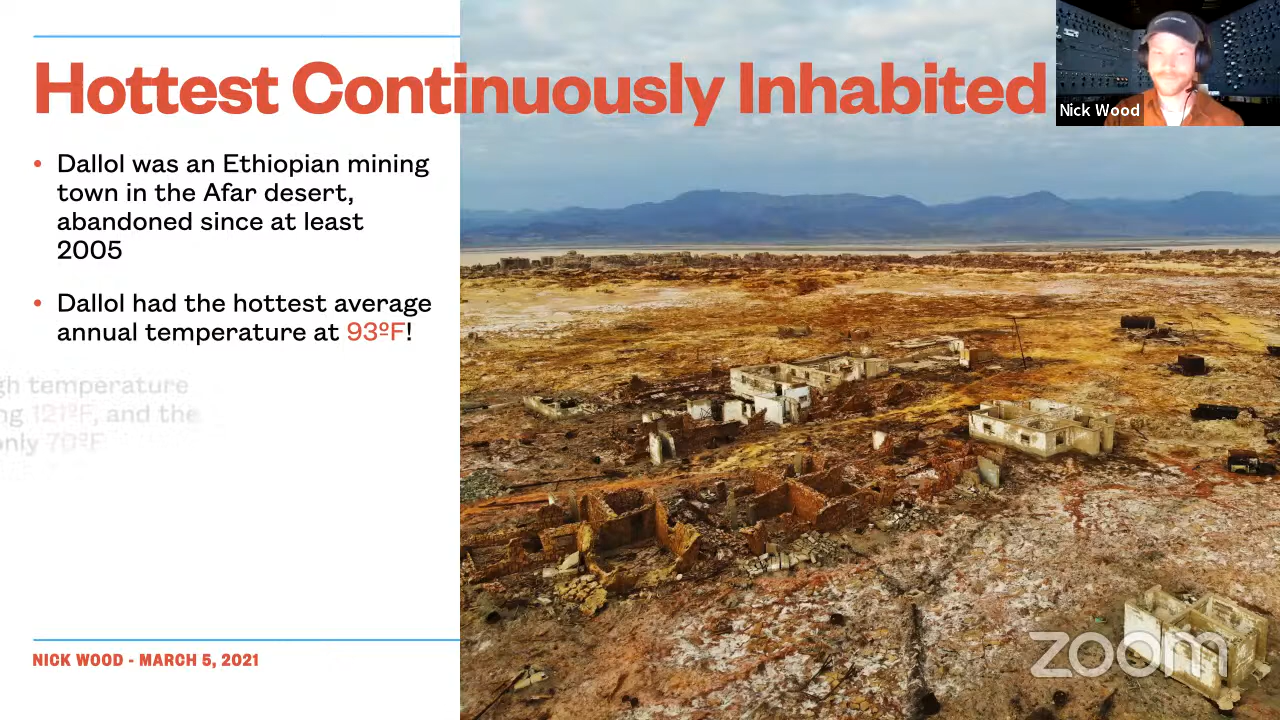 Hottest Continuously Inhabited
Nick Wood
• Dallol was an Ethiopian mining
town in the Afar desert,
abandoned since at least
2005
• Dallol had the hottest average
annual temperature at 93ºF!
gh temperature
ng 121ºF, and the
only 70ºF
NICK WOOD - MARCH 5, 2021
zoom